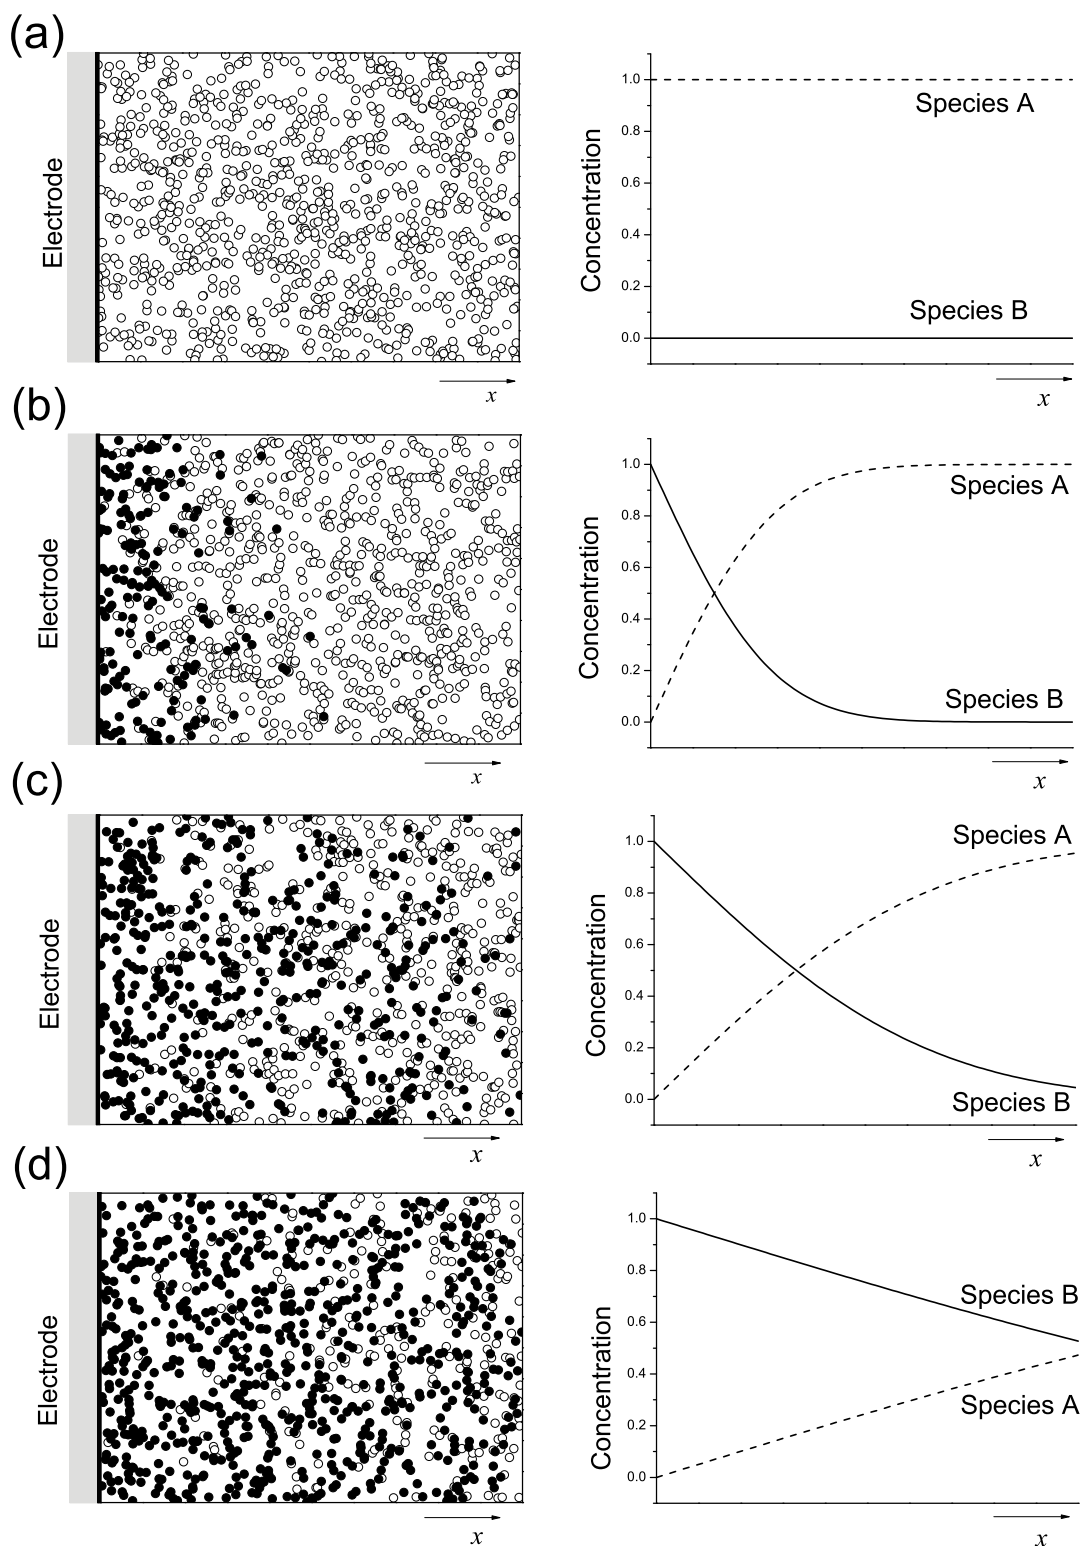 (a)
Electrode
x
Concentration
1.0
0.8
0.6
0.4
0.2
0.0
Species A
Species B
x
(b)
Electrode
x
Concentration
1.0
0.8
0.6
0.4
0.2
0.0
Species A
Species B
x
(c)
Electrode
x
Concentration
1.0
0.8
0.6
0.4
0.2
0.0
Species A
Species B
x
(d)
Electrode
x
Concentration
1.0
0.8
0.6
0.4
0.2
0.0
Species B
Species A
x